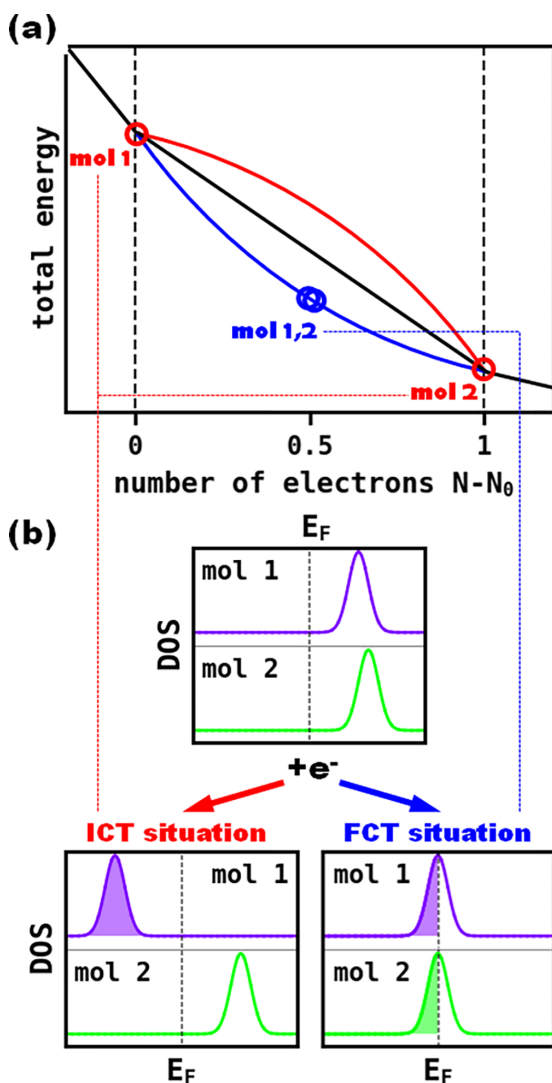 (a)
total energy
mol 1
mol 1,2
mol 2
0 0.5 1
number of electrons N-N₀
(b)
E_F
mol 1
DOS
mol 2
+e⁻
ICT situation FCT situation
mol 1 mol 1
DOS
mol 2 mol 2
E_F E_F